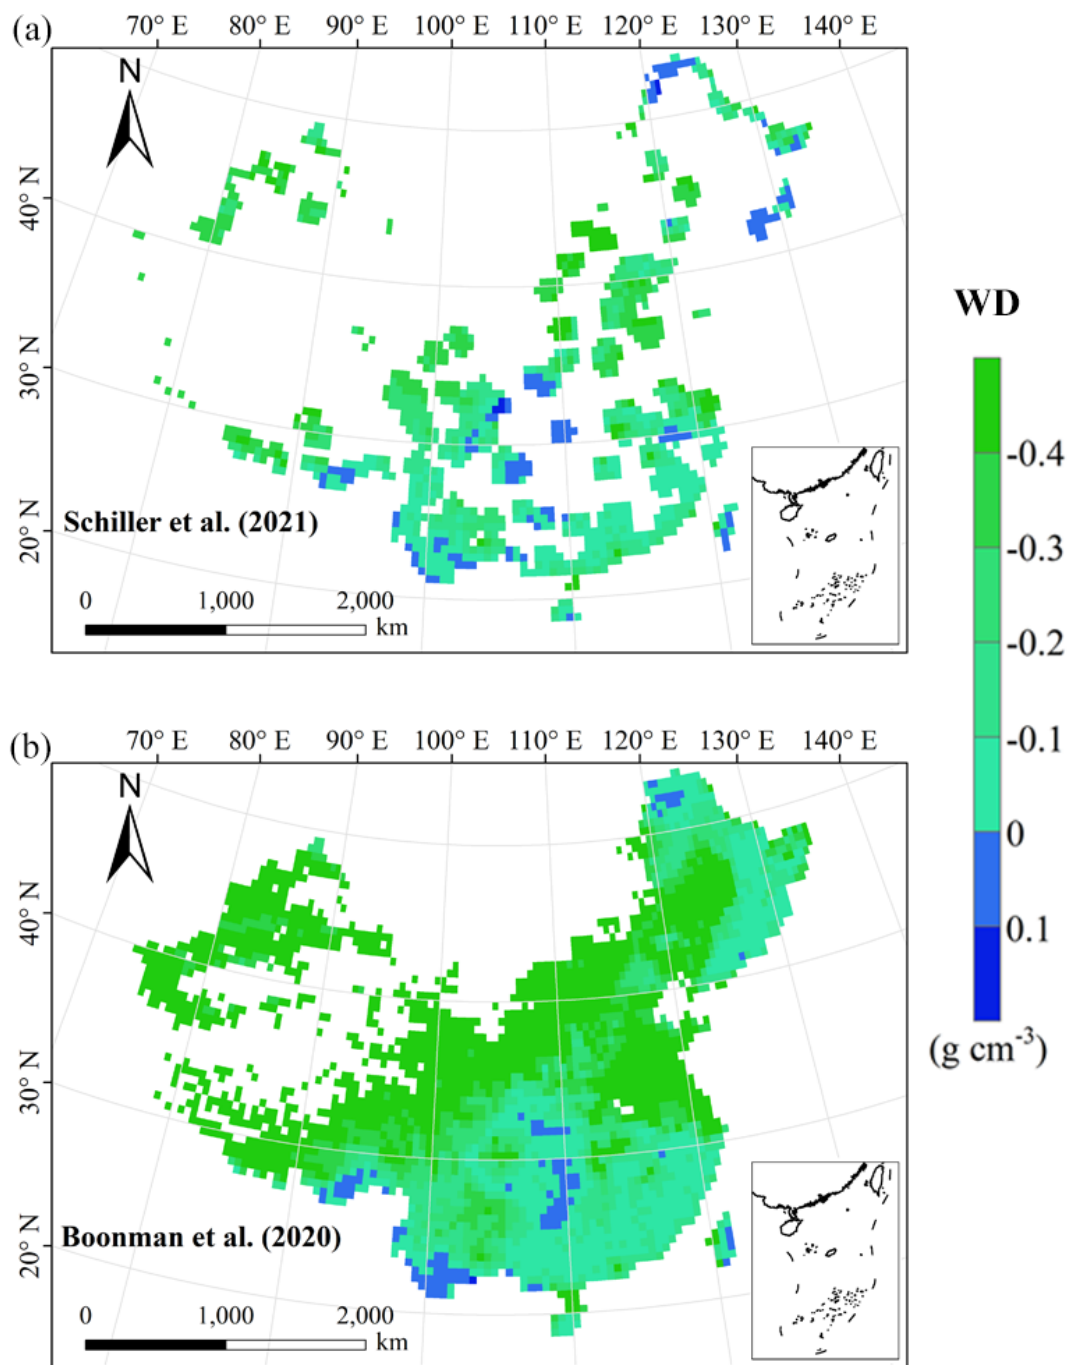 (a)
70° E 80° E 90° E 100° E 110° E 120° E 130° E 140° E
N
40° N
30° N
20° N
Schiller et al. (2021)
0 1,000 2,000
km
WD
-0.4
-0.3
-0.2
-0.1
0
0.1
(g cm-3)
(b)
70° E 80° E 90° E 100° E 110° E 120° E 130° E 140° E
N
40° N
30° N
20° N
Boonman et al. (2020)
0 1,000 2,000
km